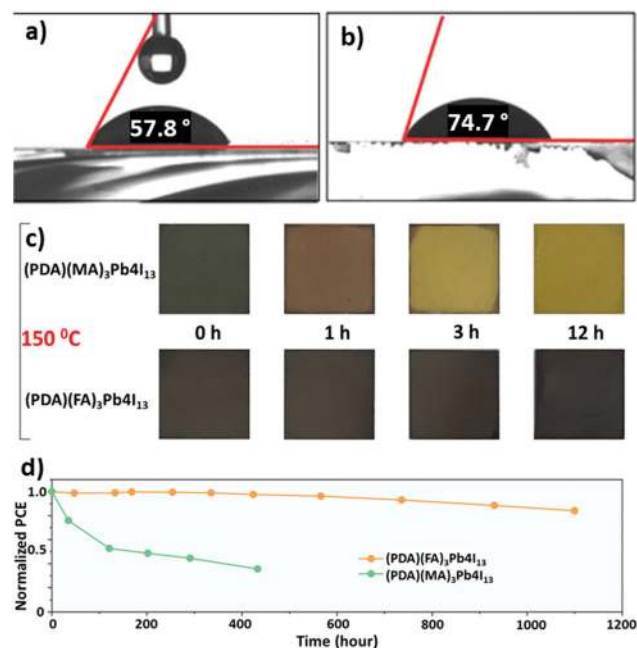 a)
57.8 °
b)
74.7 °
c)
(PDA)(MA)₃Pb4I₁₃
0 h
1 h
3 h
12 h
150 ⁰C
(PDA)(FA)₃Pb4I₁₃
d)
Normalized PCE
1.0
0.5
0
(PDA)(FA)₃Pb4I₁₃
(PDA)(MA)₃Pb4I₁₃
0
200
400
600
800
1000
1200
Time (hour)